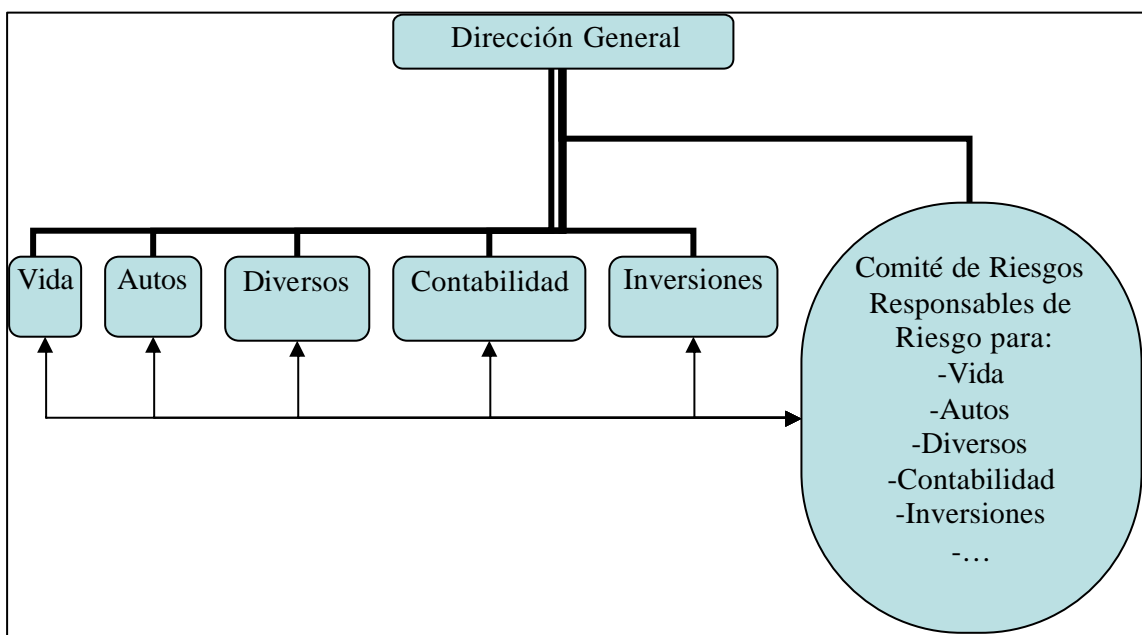 Dirección General
Vida
Autos
Diversos
Contabilidad
Inversiones
Comité de Riesgos
Responsables de
Riesgo para:
-Vida
-Autos
-Diversos
-Contabilidad
-Inversiones
-…